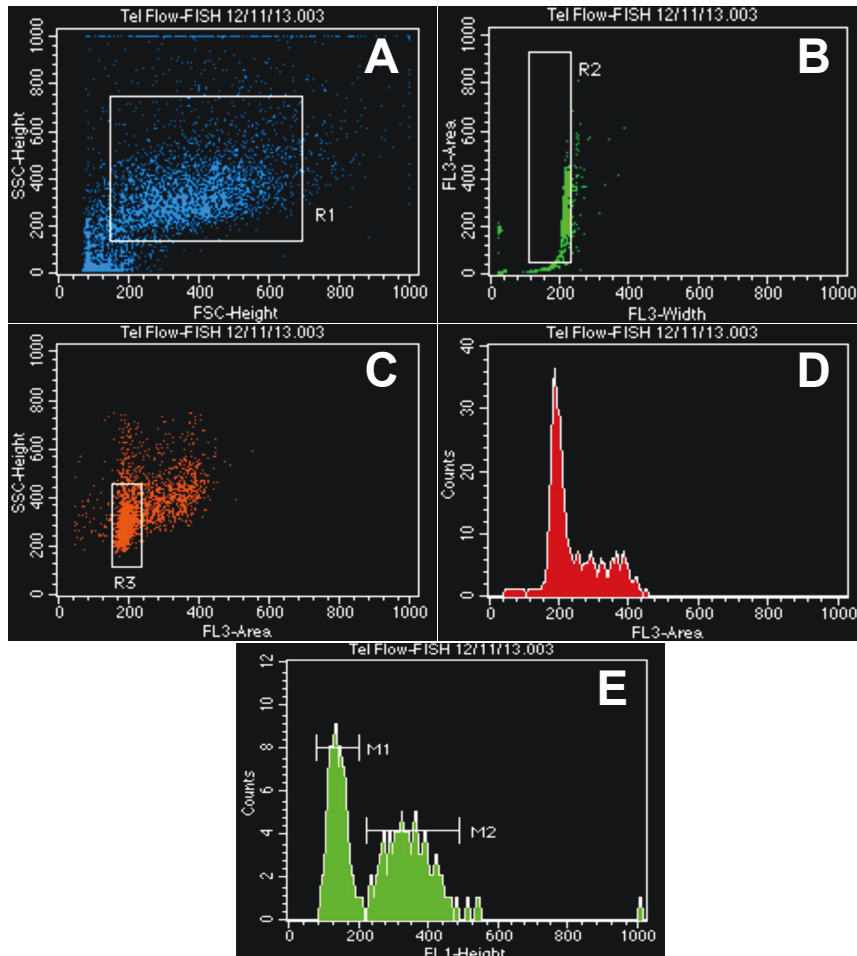 Tel Flow-FISH 12/11/13.003
A
SSC-Height
1000
800
600
400
200
0
R1
0 200 400 600 800 1000
FSC-Height
Tel Flow-FISH 12/11/13.003
B
FL3-Area
1000
800
600
400
200
0
R2
0 200 400 600 800 1000
FL3-Width
Tel Flow-FISH 12/11/13.003
C
SSC-Height
1000
800
600
400
200
0
R3
0 200 400 600 800 1000
FL3-Area
Tel Flow-FISH 12/11/13.003
D
Counts
40
30
20
10
0
0 200 400 600 800 1000
FL3-Area
Tel Flow-FISH 12/11/13.003
E
Counts
12
10
8
6
4
2
0
M1
M2
0 200 400 600 800 1000
FL1-Height